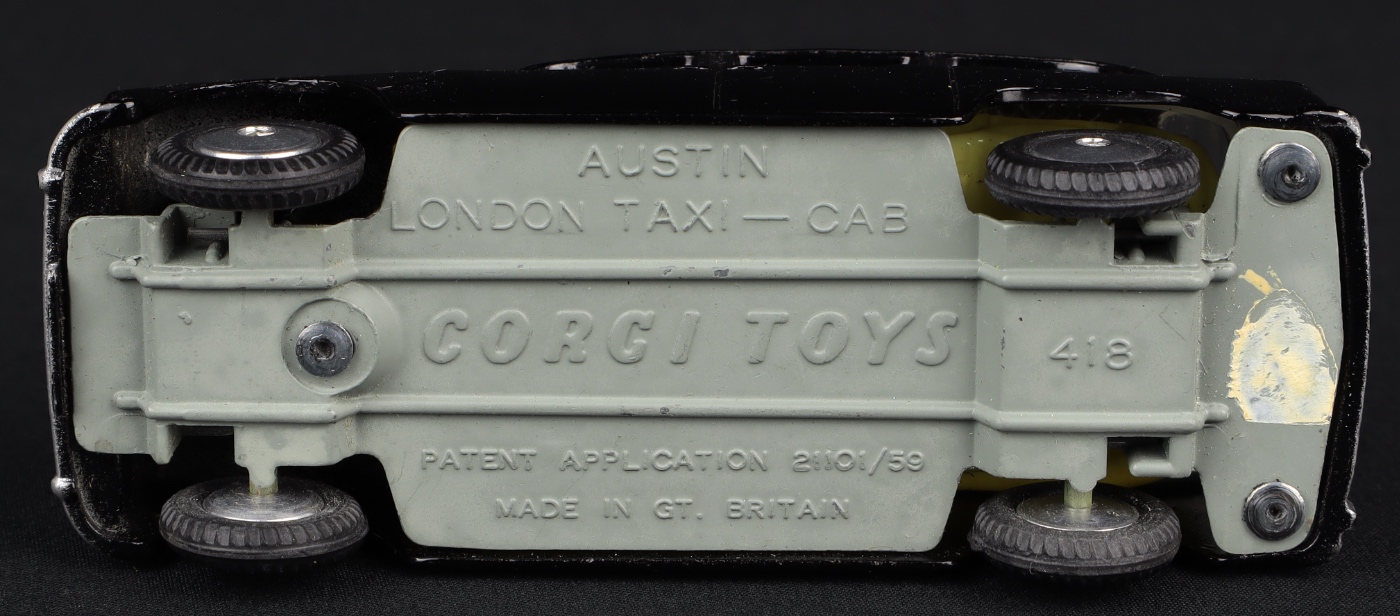 AUSTIN
LONDON TAXI — CAB
CORGI TOYS
418
PATENT APPLICATION 21101/59
MADE IN GT. BRITAIN